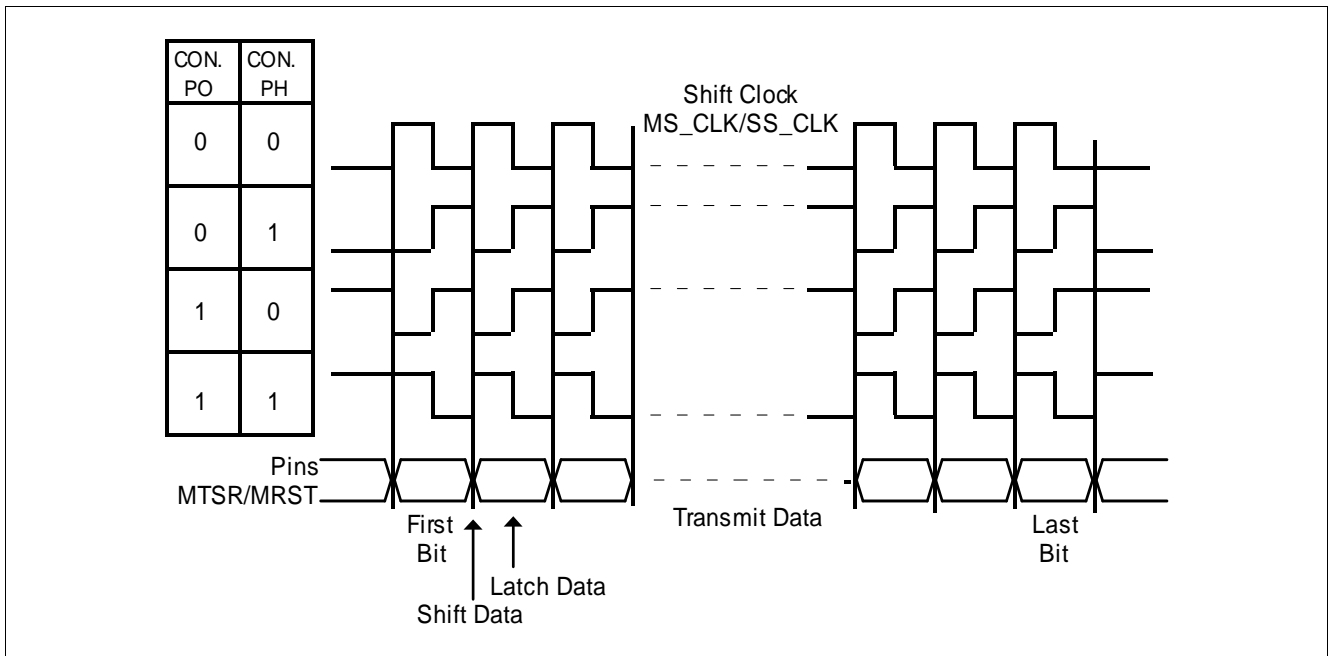 CON. CON.
PO PH
0 0
0 1
1 0
1 1
Shift Clock
MS_CLK/SS_CLK
Pins
MTSR/MRST
First
Bit
Transmit Data
Last
Bit
Latch Data
Shift Data